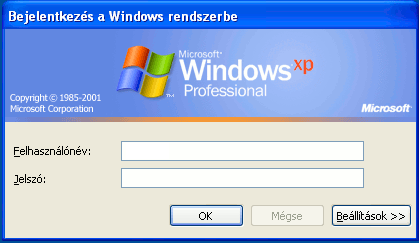 Bejelentkezés a Windows rendszerbe
Microsoft®
Windows xp
Professional
Copyright © 1985-2001
Microsoft Corporation
Microsoft
Felhasználónév:
Jelszó:
OK Mégse Beállítások >>